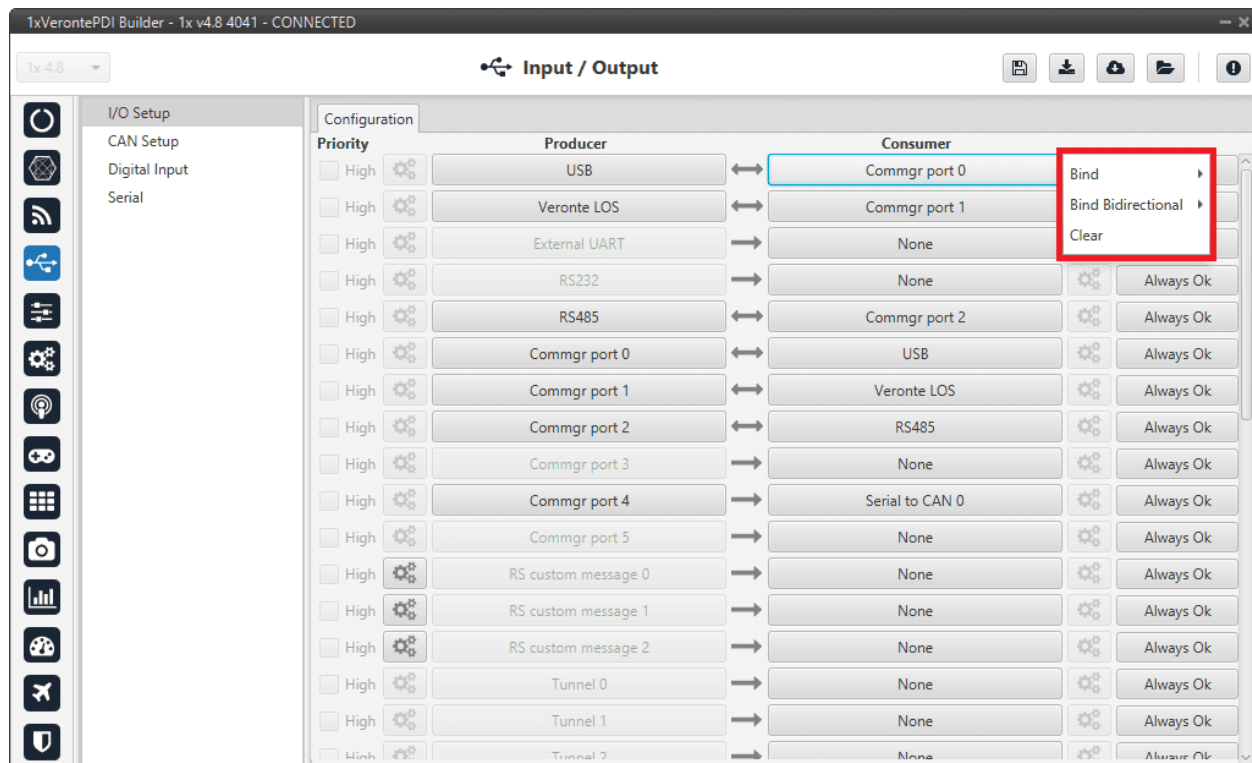 1xVerontePDI Builder - 1x v4.8 4041 - CONNECTED
1x 4.8
Input / Output
I/O Setup
CAN Setup
Digital Input
Serial
Configuration
Priority Producer Consumer
High USB Commgr port 0
High Veronte LOS Commgr port 1
High External UART None
Bind
Bind Bidirectional
Clear
High RS232 None Always Ok
High RS485 Commgr port 2 Always Ok
High Commgr port 0 USB Always Ok
High Commgr port 1 Veronte LOS Always Ok
High Commgr port 2 RS485 Always Ok
High Commgr port 3 None Always Ok
High Commgr port 4 Serial to CAN 0 Always Ok
High Commgr port 5 None Always Ok
High RS custom message 0 None Always Ok
High RS custom message 1 None Always Ok
High RS custom message 2 None Always Ok
High Tunnel 0 None Always Ok
High Tunnel 1 None Always Ok
High Tunnel 2 None Always Ok